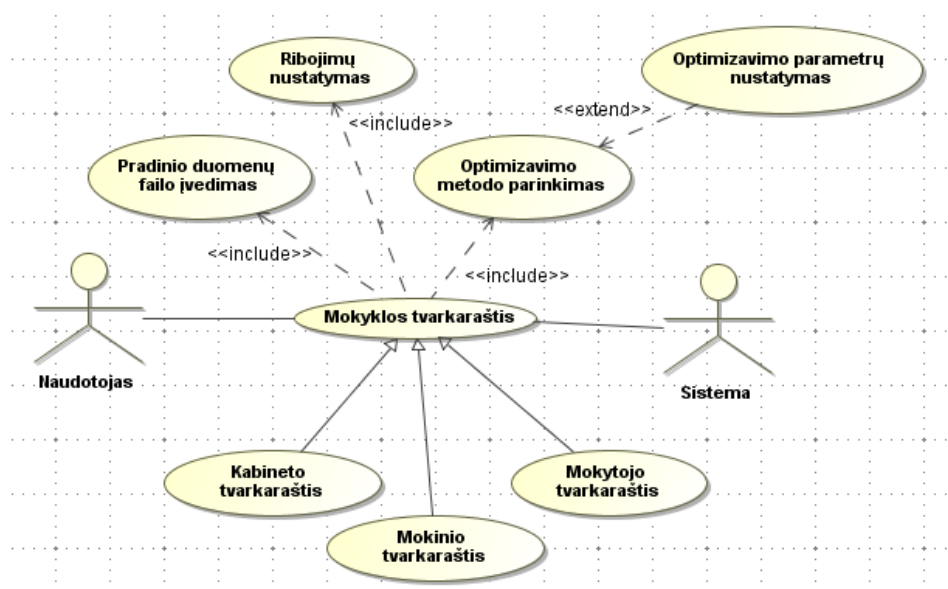 Ribojimų
nustatymas
Optimizavimo parametrų
nustatymas
<<extend>>
<<include>>
Pradinio duomenų
failo įvedimas
Optimizavimo
metodo parinkimas
<<include>>
<<include>>
Mokyklos tvarkaraštis
Naudotojas
Sistema
Kabineto
tvarkaraštis
Mokytojo
tvarkaraštis
Mokinio
tvarkaraštis